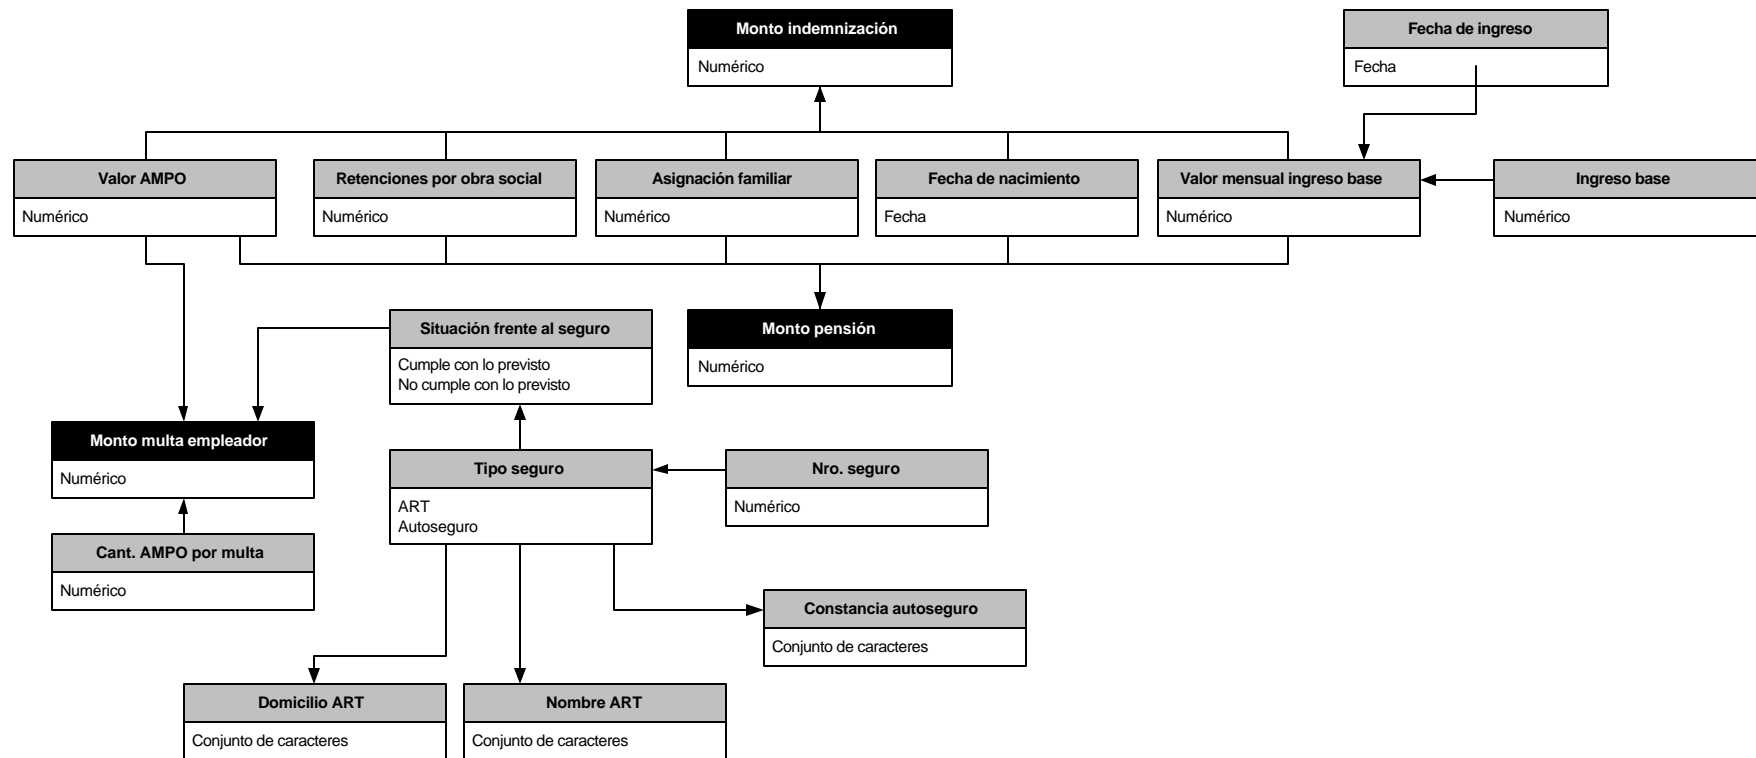 Monto indemnización
Numérico
Fecha de ingreso
Fecha
Valor AMPO
Numérico
Retenciones por obra social
Numérico
Asignación familiar
Numérico
Fecha de nacimiento
Fecha
Valor mensual ingreso base
Numérico
Ingreso base
Numérico
Situación frente al seguro
Cumple con lo previsto
No cumple con lo previsto
Monto pensión
Numérico
Monto multa empleador
Numérico
Tipo seguro
ART
Autoseguro
Nro. seguro
Numérico
Cant. AMPO por multa
Numérico
Constancia autoseguro
Conjunto de caracteres
Domicilio ART
Conjunto de caracteres
Nombre ART
Conjunto de caracteres